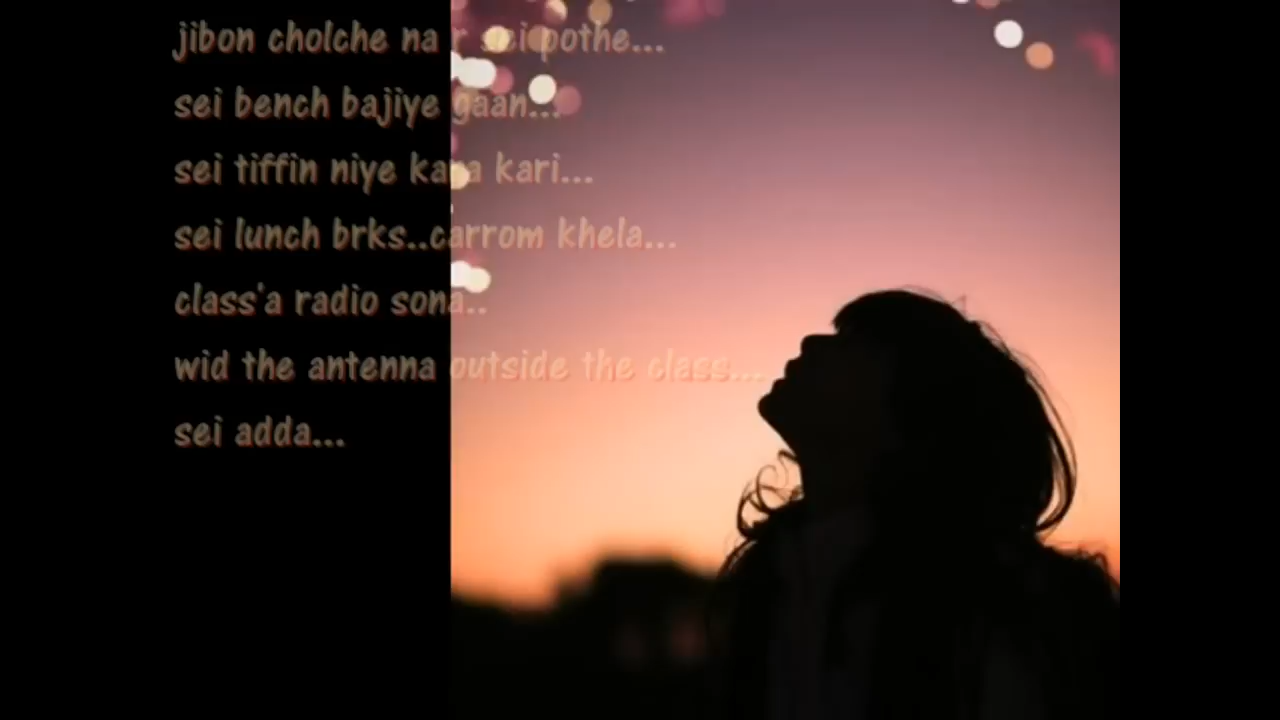 jibon cholche na r sei pothe...
sei bench bajiye gaan...
sei tiffin niye kara kari...
sei lunch brks..carrom khela...
class'a radio sona..
wid the antenna outside the class...
sei adda...